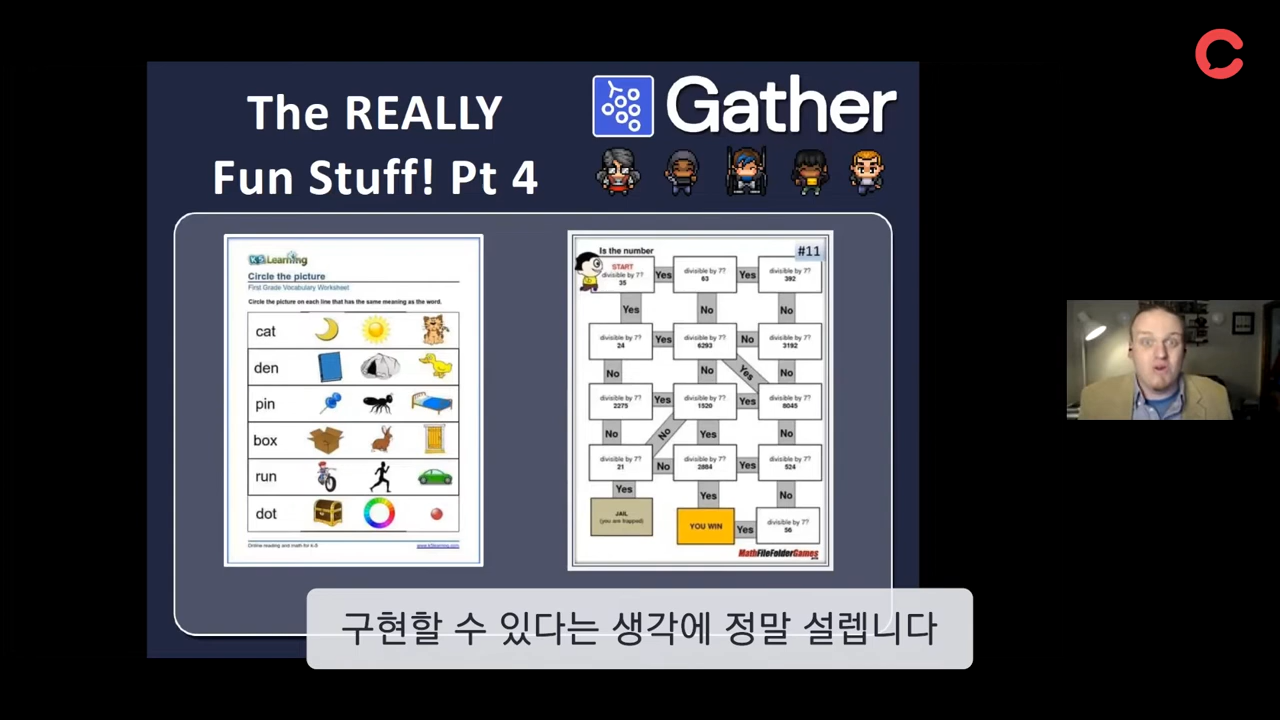 The REALLY
Fun Stuff! Pt 4
Gather
K5 Learning
Circle the picture
First Grade Vocabulary Worksheet
Circle the picture on each line that has the same meaning as the word.
cat
den
pin
box
run
dot
Online reading and math for k-5
www.k5learning.com
Is the number
#11
START
divisible by 7?
35
Yes
divisible by 7?
63
Yes
divisible by 7?
392
Yes
No
No
divisible by 7?
24
Yes
divisible by 7?
6293
No
divisible by 7?
3192
No
No
Yes
No
divisible by 7?
2275
Yes
divisible by 7?
1520
Yes
divisible by 7?
8045
No
No
Yes
No
divisible by 7?
21
No
divisible by 7?
2884
Yes
divisible by 7?
524
Yes
Yes
No
JAIL
(you are trapped)
YOU WIN
Yes
divisible by 7?
56
MathFileFolderGames
구현할 수 있다는 생각에 정말 설렙니다